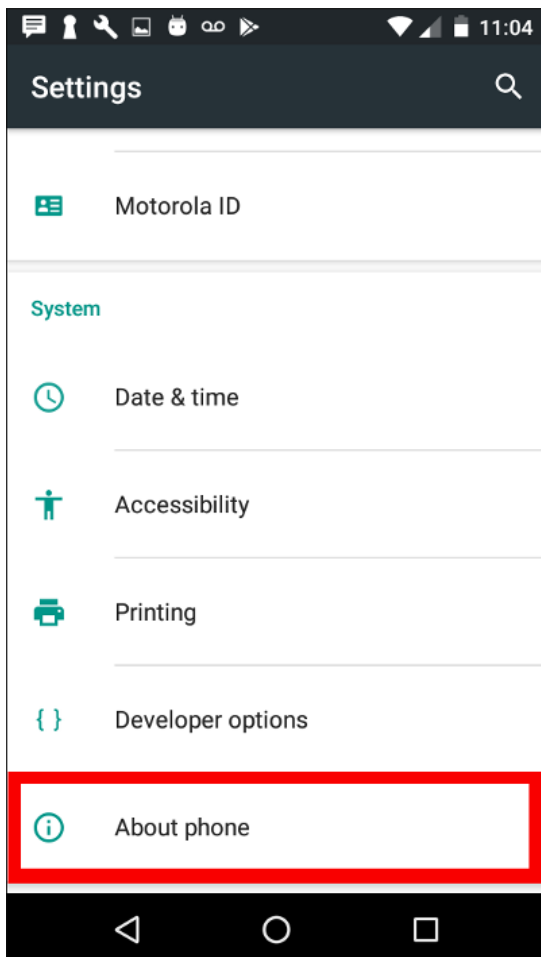 11:04
Settings
Motorola ID
System
Date & time
Accessibility
Printing
{ } Developer options
About phone